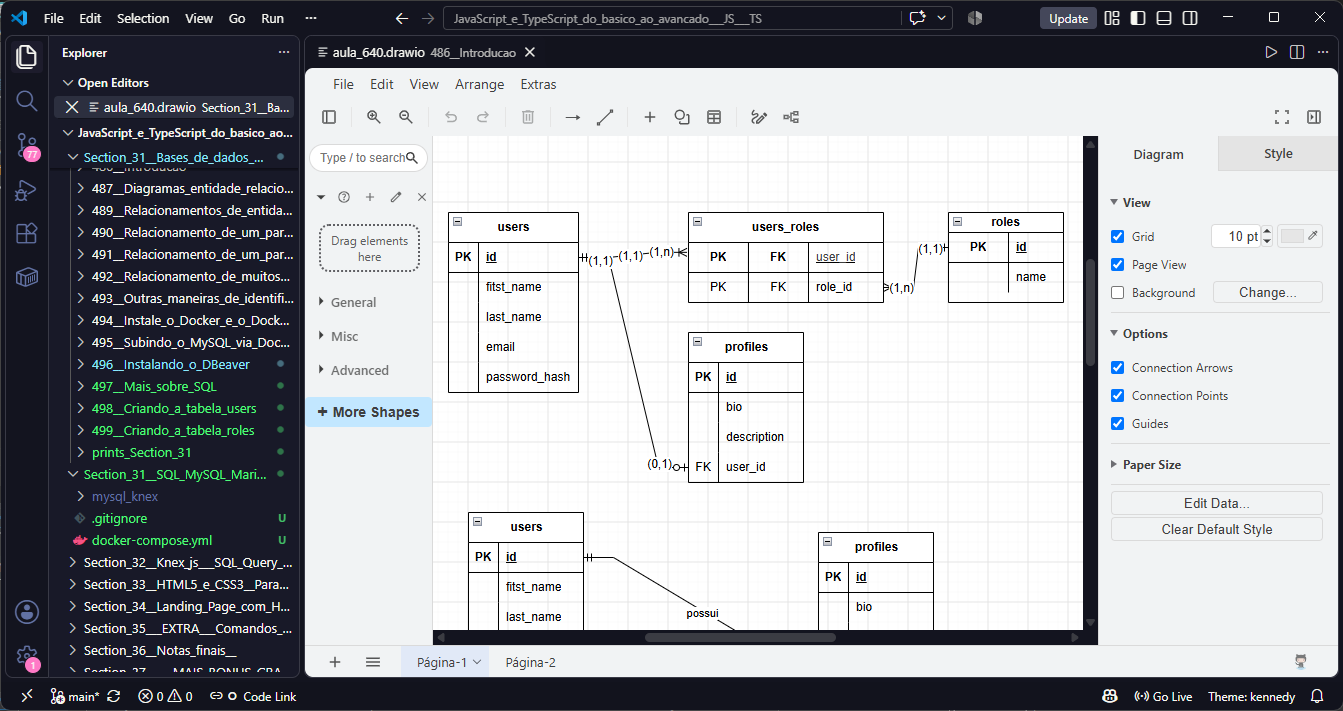 File Edit Selection View Go Run ···
JavaScript_e_TypeScript_do_basico_ao_avancado___JS__TS
Update
Explorer
Open Editors
aula_640.drawio Section_31__Ba...
JavaScript_e_TypeScript_do_basico_ao...
Section_31__Bases_de_dados_...
487__Diagramas_entidade_relacio...
489__Relacionamentos_de_entida...
490__Relacionamento_de_um_par...
491__Relacionamento_de_um_par...
492__Relacionamento_de_muitos...
493__Outras_maneiras_de_identifi...
494__Instale_o_Docker_e_o_Dock...
495__Subindo_o_MySQL_via_Doc...
496__Instalando_o_DBeaver
497__Mais_sobre_SQL
498__Criando_a_tabela_users
499__Criando_a_tabela_roles
prints_Section_31
Section_31__SQL_MySQL_Mari...
mysql_knex
.gitignore U
docker-compose.yml U
Section_32__Knex_js___SQL_Query_...
Section_33__HTML5_e_CSS3__Para...
Section_34__Landing_Page_com_H...
Section_35___EXTRA___Comandos_...
Section_36__Notas_finais__
77
1
aula_640.drawio 486__Introducao
File Edit View Arrange Extras
Type / to search
Drag elements
here
General
Misc
Advanced
+ More Shapes
users
PK id
fitst_name
last_name
email
password_hash
(1,1) (1,1) (1,n)
users_roles
PK FK user_id
PK FK role_id
(1,n)
(1,1)
roles
PK id
name
profiles
PK id
bio
description
FK user_id
(0,1)
users
PK id
fitst_name
last_name
possui
profiles
PK id
bio
Página-1
Página-2
Diagram
Style
View
Grid 10 pt
Page View
Background Change...
Options
Connection Arrows
Connection Points
Guides
Paper Size
Edit Data...
Clear Default Style
main* 0 0 Code Link
Go Live Theme: kennedy